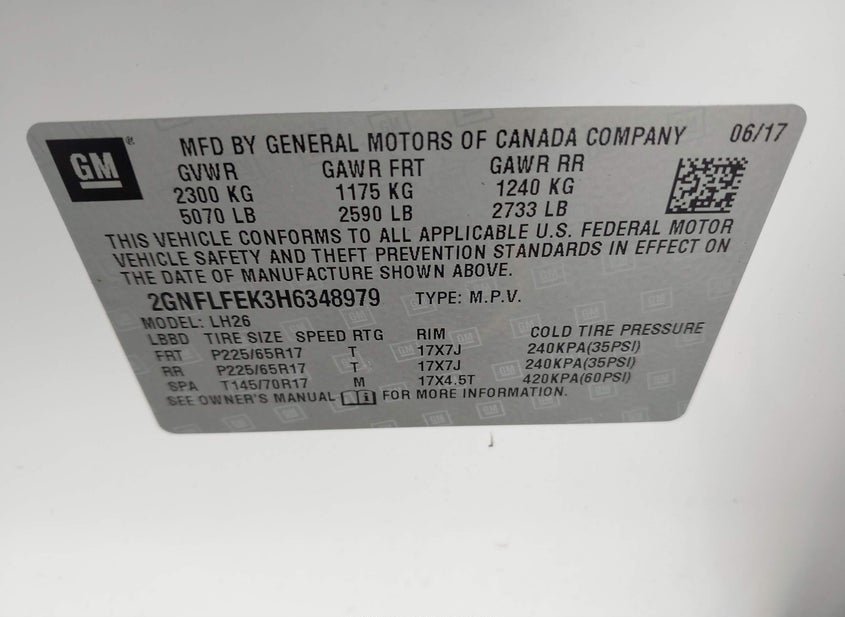 GM®
MFD BY GENERAL MOTORS OF CANADA COMPANY 06/17
GVWR GAWR FRT GAWR RR
2300 KG 1175 KG 1240 KG
5070 LB 2590 LB 2733 LB
THIS VEHICLE CONFORMS TO ALL APPLICABLE U.S. FEDERAL MOTOR
VEHICLE SAFETY AND THEFT PREVENTION STANDARDS IN EFFECT ON
THE DATE OF MANUFACTURE SHOWN ABOVE.
2GNFLFEK3H6348979 TYPE: M.P.V.
MODEL: LH26
LBBD TIRE SIZE SPEED RTG RIM COLD TIRE PRESSURE
FRT P225/65R17 T 17X7J 240KPA(35PSI)
RR P225/65R17 T 17X7J 240KPA(35PSI)
SPA T145/70R17 M 17X4.5T 420KPA(60PSI)
SEE OWNER'S MANUAL i FOR MORE INFORMATION.